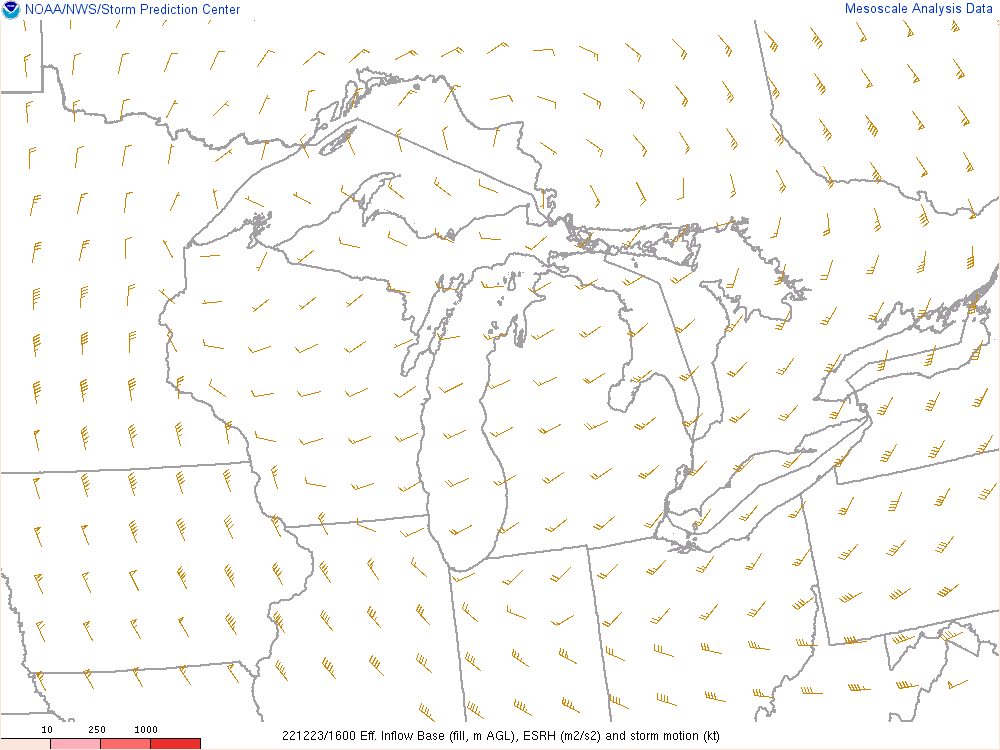 NOAA/NWS/Storm Prediction Center
Mesoscale Analysis Data
10 250 1000
221223/1600 Eff. Inflow Base (fill, m AGL), ESRH (m2/s2) and storm motion (kt)